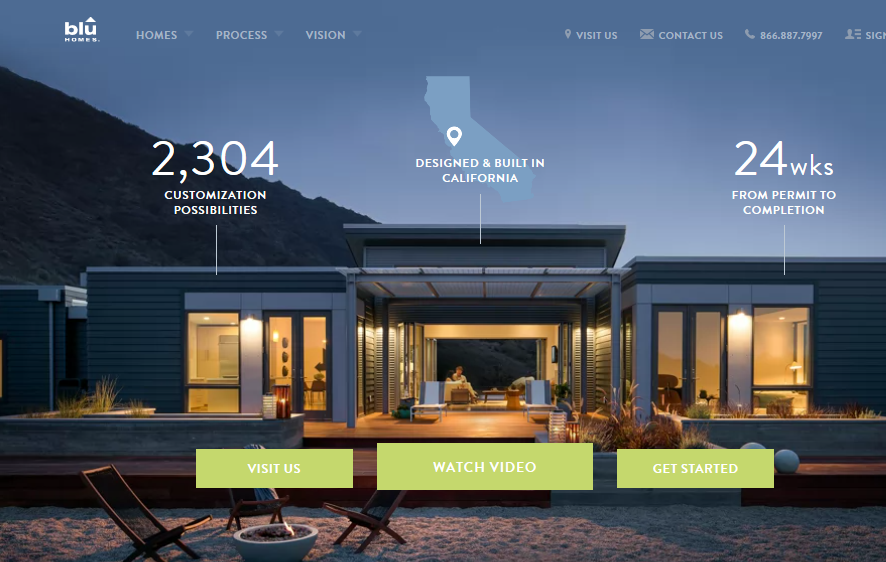 blu
HOMES.
HOMES
PROCESS
VISION
VISIT US
CONTACT US
866.887.7997
SIGN
2,304
CUSTOMIZATION
POSSIBILITIES
DESIGNED & BUILT IN
CALIFORNIA
24wks
FROM PERMIT TO
COMPLETION
VISIT US
WATCH VIDEO
GET STARTED